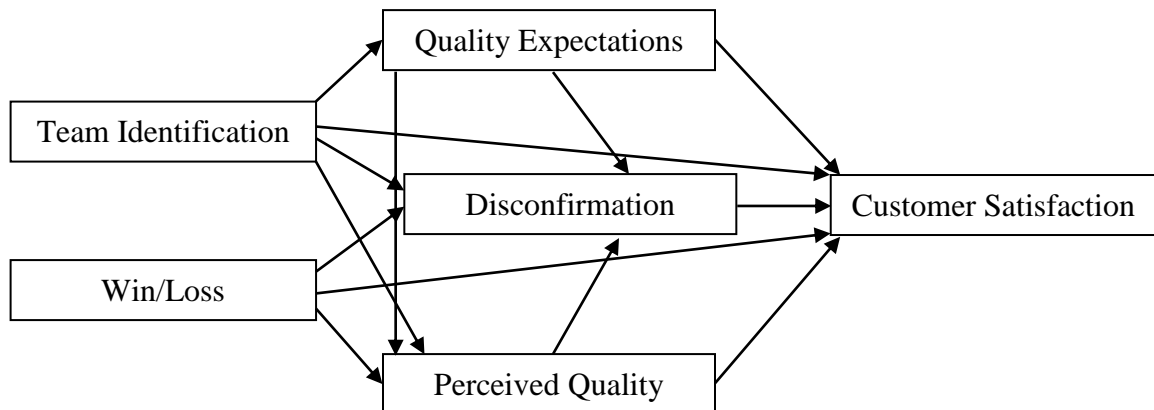 Quality Expectations
Team Identification
Disconfirmation
Customer Satisfaction
Win/Loss
Perceived Quality